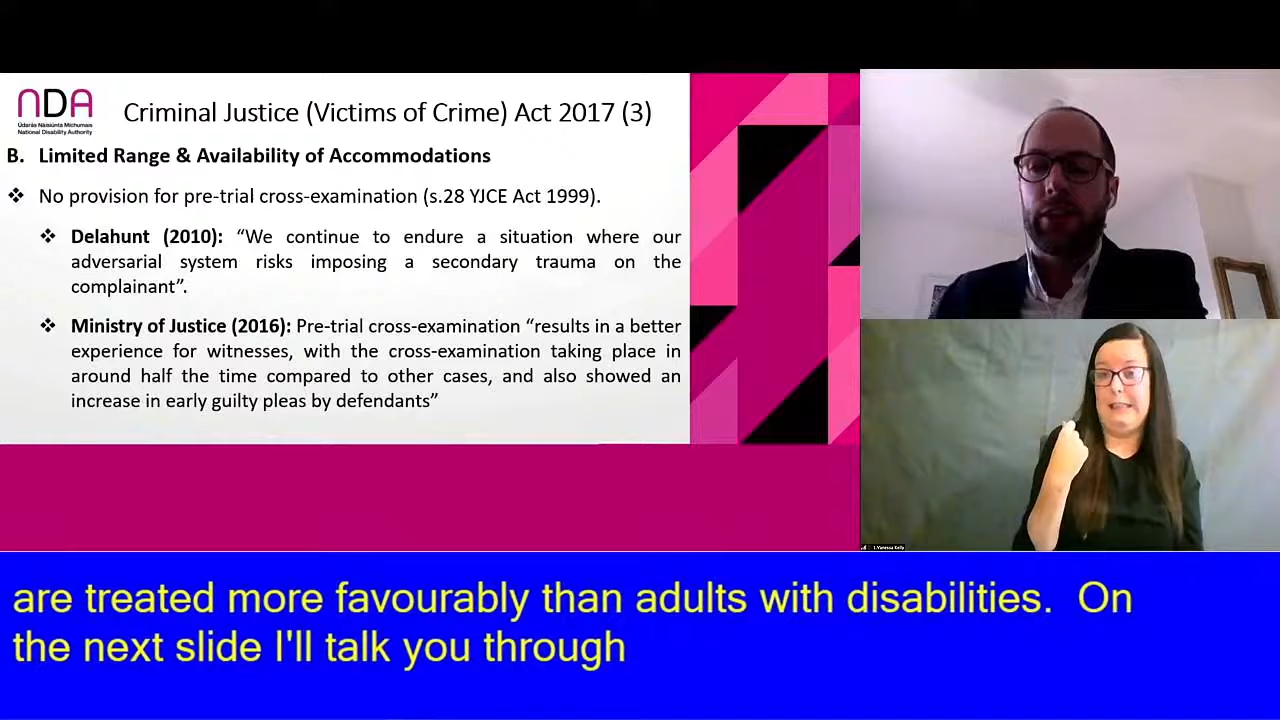 NDA
Údarás Náisiúnta Míchumais
National Disability Authority
Criminal Justice (Victims of Crime) Act 2017 (3)
B. Limited Range & Availability of Accommodations
❖ No provision for pre-trial cross-examination (s.28 YJCE Act 1999).
❖ Delahunt (2010): “We continue to endure a situation where our
adversarial system risks imposing a secondary trauma on the
complainant”.
❖ Ministry of Justice (2016): Pre-trial cross-examination “results in a better
experience for witnesses, with the cross-examination taking place in
around half the time compared to other cases, and also showed an
increase in early guilty pleas by defendants”
Vanessa Kelly
are treated more favourably than adults with disabilities.  On
the next slide I'll talk you through